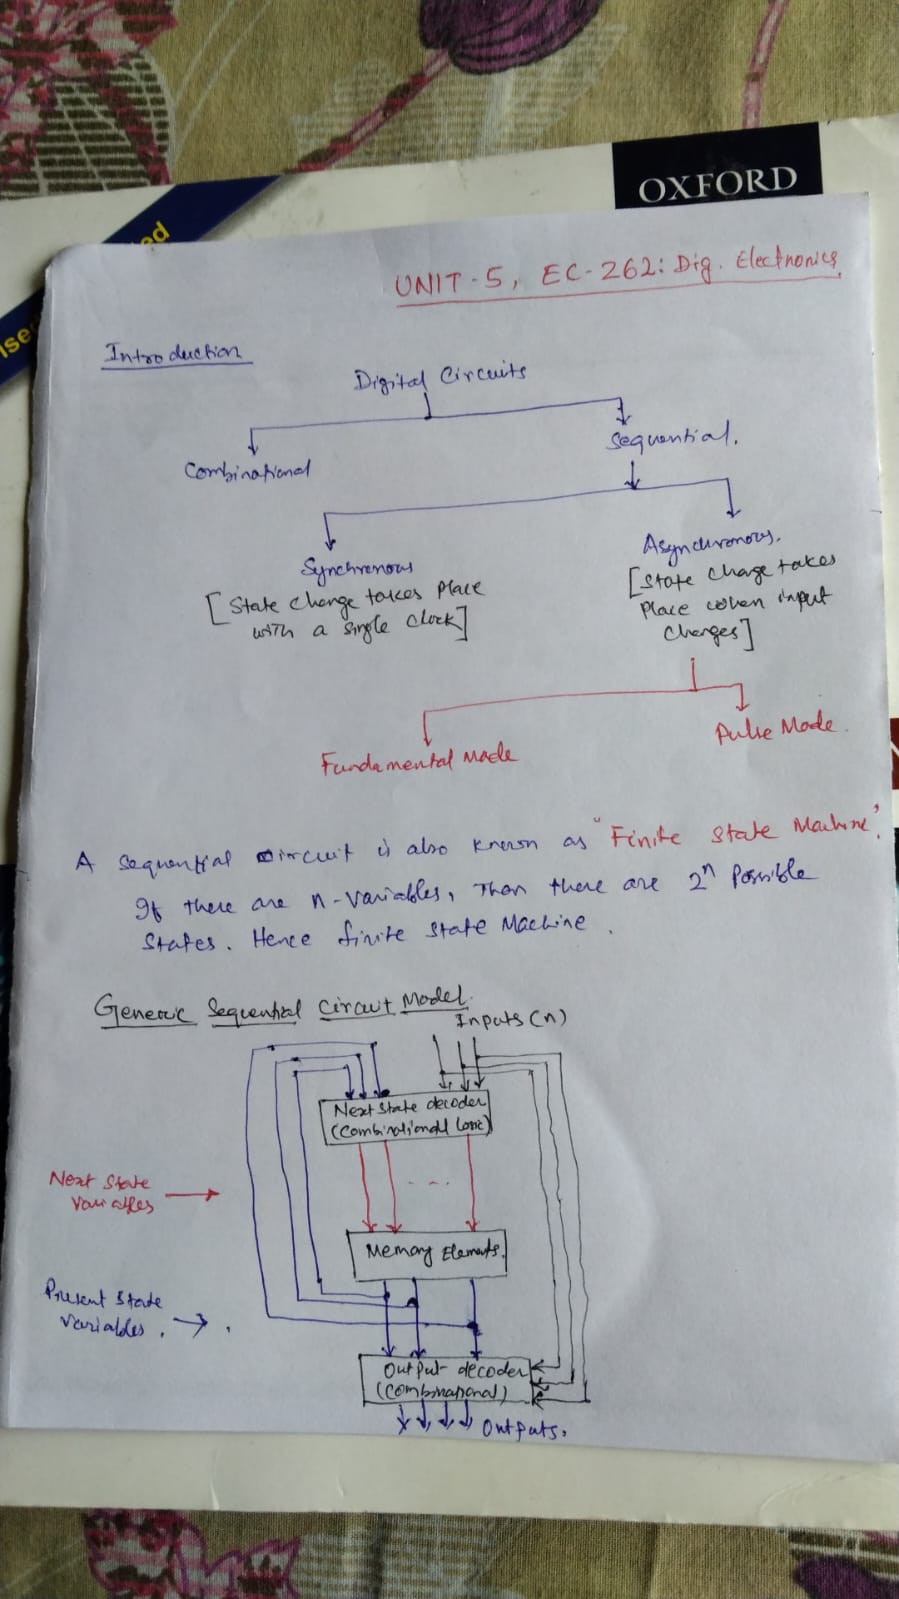 OXFORD
ed
ised
UNIT-5, EC-262: Dig. Electronics
Introduction
Digital Circuits
Combinational
Sequential.
Synchronous
[State change takes place
with a single clock]
Asynchronous.
[State change takes
place when input
changes]
Fundamental Mode
Pulse Mode.
A Sequential circuit is also known as "Finite State Machine".
If there are n-variables, Then there are 2ⁿ possible
states. Hence finite state Machine.
Generic Sequential Circuit Model.
Inputs (n)
Next state decoder
(Combinational Logic)
Next State
Variables →
....
Memory Elements.
Present State
Variables. → .
Output decoder
(Combinational)
Outputs.